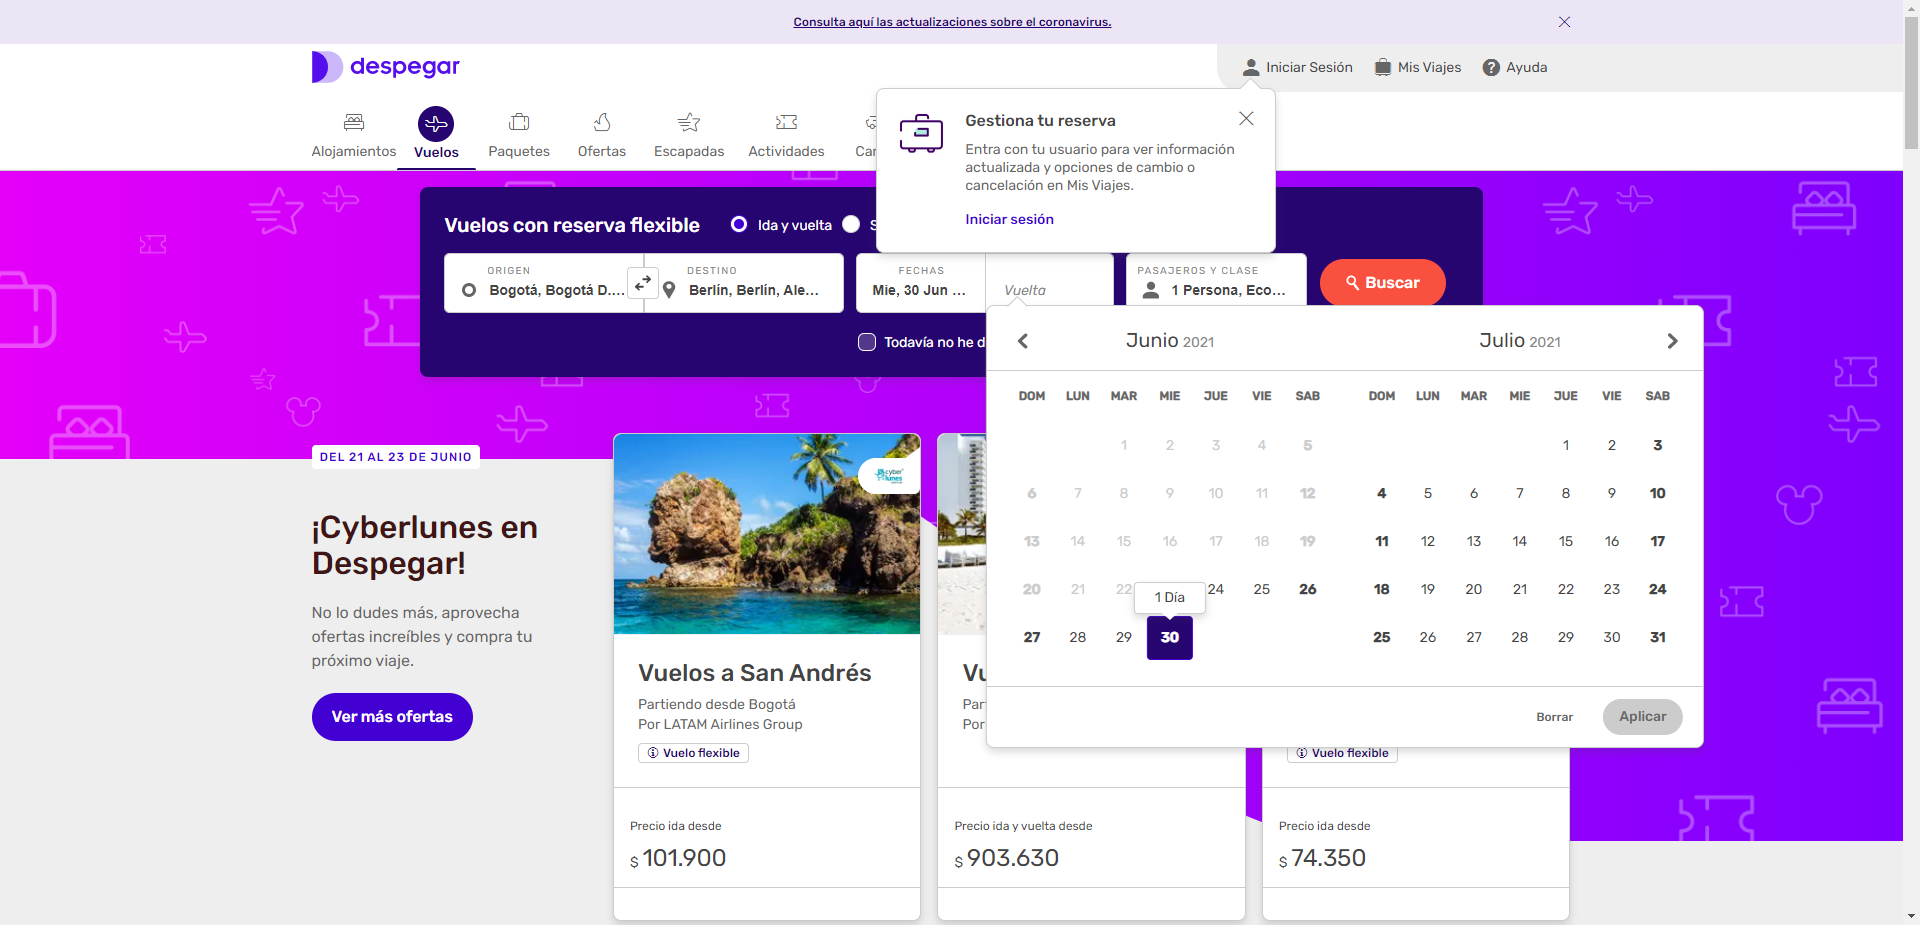 Consulta aquí las actualizaciones sobre el coronavirus.
despegar
Iniciar Sesión
Mis Viajes
Ayuda
Alojamientos
Vuelos
Paquetes
Ofertas
Escapadas
Actividades
Gestiona tu reserva
Entra con tu usuario para ver información
actualizada y opciones de cambio o
cancelación en Mis Viajes.
Iniciar sesión
Vuelos con reserva flexible
Ida y vuelta
ORIGEN
Bogotá, Bogotá D....
DESTINO
Berlín, Berlín, Ale...
FECHAS
Mie, 30 Jun ...
Vuelta
PASAJEROS Y CLASE
1 Persona, Eco...
Buscar
Todavía no he d
Junio 2021
DOM LUN MAR MIE JUE VIE SAB
1 2 3 4 5
6 7 8 9 10 11 12
13 14 15 16 17 18 19
20 21 22 24 25 26
1 Día
27 28 29 30
Julio 2021
DOM LUN MAR MIE JUE VIE SAB
1 2 3
4 5 6 7 8 9 10
11 12 13 14 15 16 17
18 19 20 21 22 23 24
25 26 27 28 29 30 31
Borrar
Aplicar
DEL 21 AL 23 DE JUNIO
¡Cyberlunes en
Despegar!
No lo dudes más, aprovecha
ofertas increíbles y compra tu
próximo viaje.
Ver más ofertas
cyber
lunes
Vuelos a San Andrés
Partiendo desde Bogotá
Por LATAM Airlines Group
Vuelo flexible
Precio ida desde
$ 101.900
Precio ida y vuelta desde
$ 903.630
Vuelo flexible
Precio ida desde
$ 74.350